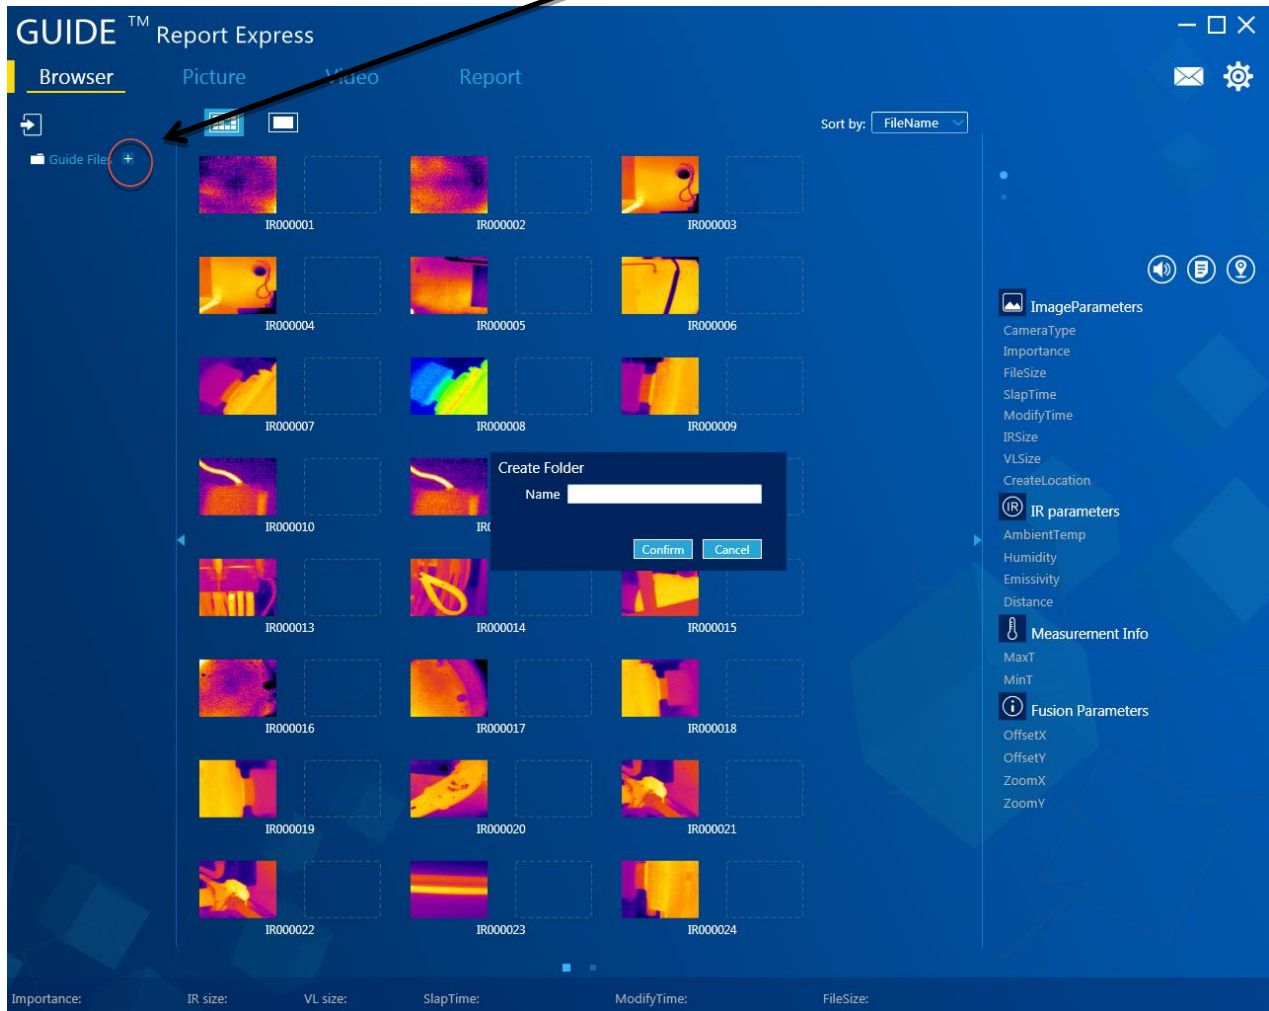 GUIDE TM Report Express
Browser Picture Video Report
Sort by: FileName
Guide Files +
IR000001 IR000002 IR000003
IR000004 IR000005 IR000006
IR000007 IR000008 IR000009
IR000010
IR000013 IR000014 IR000015
IR000016 IR000017 IR000018
IR000019 IR000020 IR000021
IR000022 IR000023 IR000024
Create Folder
Name
Confirm Cancel
ImageParameters
CameraType
Importance
FileSize
SlapTime
ModifyTime
IRSize
VLSize
CreateLocation
IR IR parameters
AmbientTemp
Humidity
Emissivity
Distance
Measurement Info
MaxT
MinT
Fusion Parameters
OffsetX
OffsetY
ZoomX
ZoomY
Importance: IR size: VL size: SlapTime: ModifyTime: FileSize: